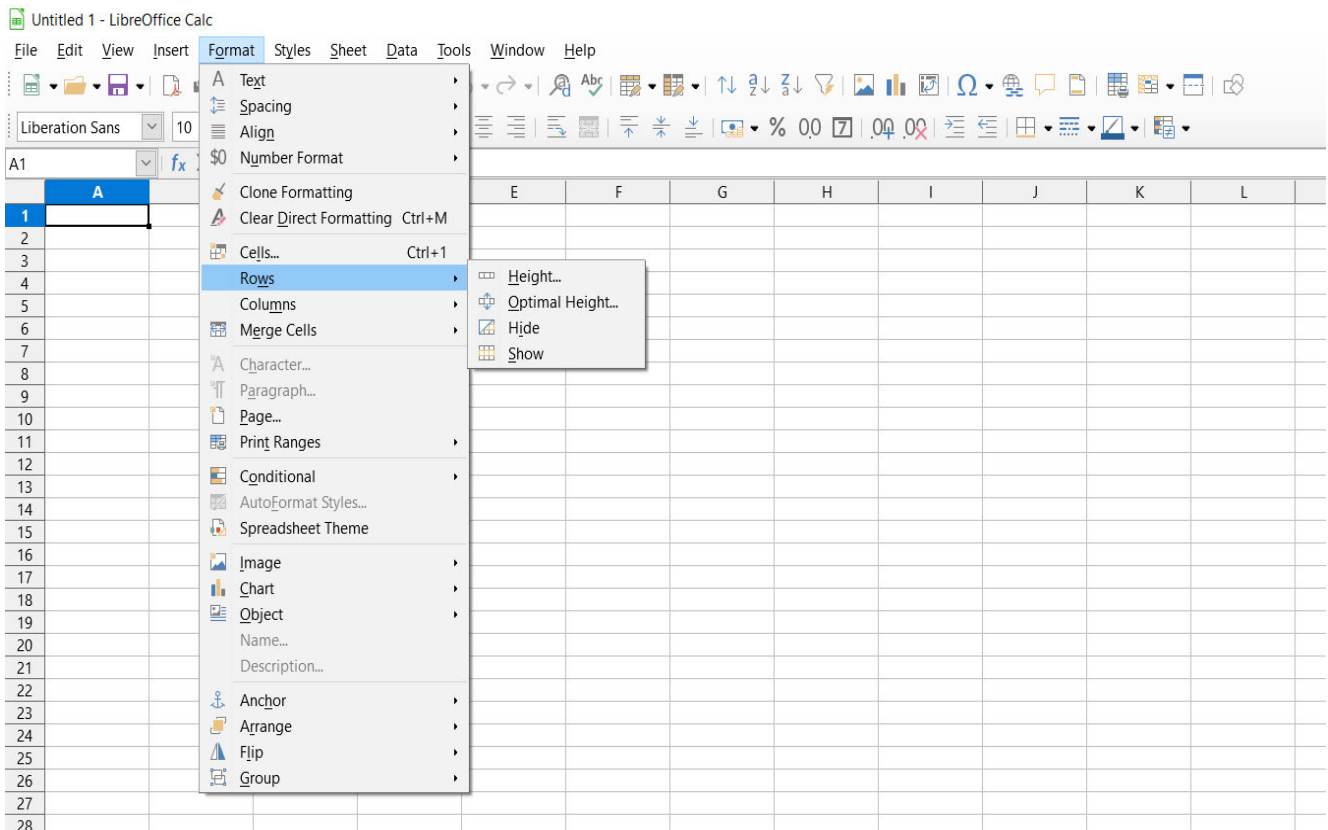 Untitled 1 - LibreOffice Calc
File Edit View Insert Format Styles Sheet Data Tools Window Help
Liberation Sans 10
A1 fx
A E F G H I J K L
Text
Spacing
Align
Number Format
Clone Formatting
Clear Direct Formatting Ctrl+M
Cells... Ctrl+1
Rows
Columns
Merge Cells
Character...
Paragraph...
Page...
Print Ranges
Conditional
AutoFormat Styles...
Spreadsheet Theme
Image
Chart
Object
Name...
Description...
Anchor
Arrange
Flip
Group
Height...
Optimal Height...
Hide
Show
1
2
3
4
5
6
7
8
9
10
11
12
13
14
15
16
17
18
19
20
21
22
23
24
25
26
27
28